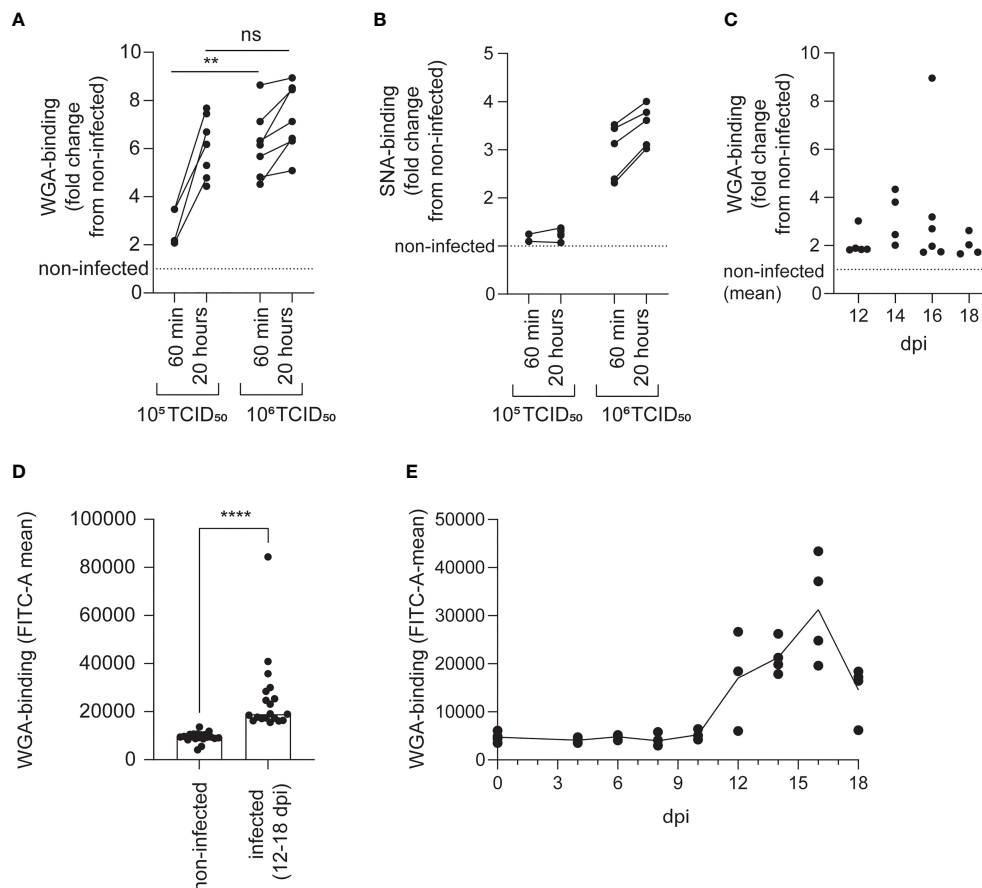 A
WGA-binding
(fold change
from non-infected)
10
8
6
4
2
0
ns
**
non-infected
60 min
20 hours
60 min
20 hours
10⁵TCID₅₀
10⁶TCID₅₀
B
SNA-binding
(fold change
from non-infected)
5
4
3
2
1
0
non-infected
60 min
20 hours
60 min
20 hours
10⁵TCID₅₀
10⁶TCID₅₀
C
WGA-binding
(fold change
from non-infected)
10
8
6
4
2
0
non-infected
(mean)
12 14 16 18
dpi
D
WGA-binding (FITC-A mean)
100000
80000
60000
40000
20000
0
****
non-infected
infected
(12-18 dpi)
E
WGA-binding (FITC-A-mean)
50000
40000
30000
20000
10000
0
0 3 6 9 12 15 18
dpi